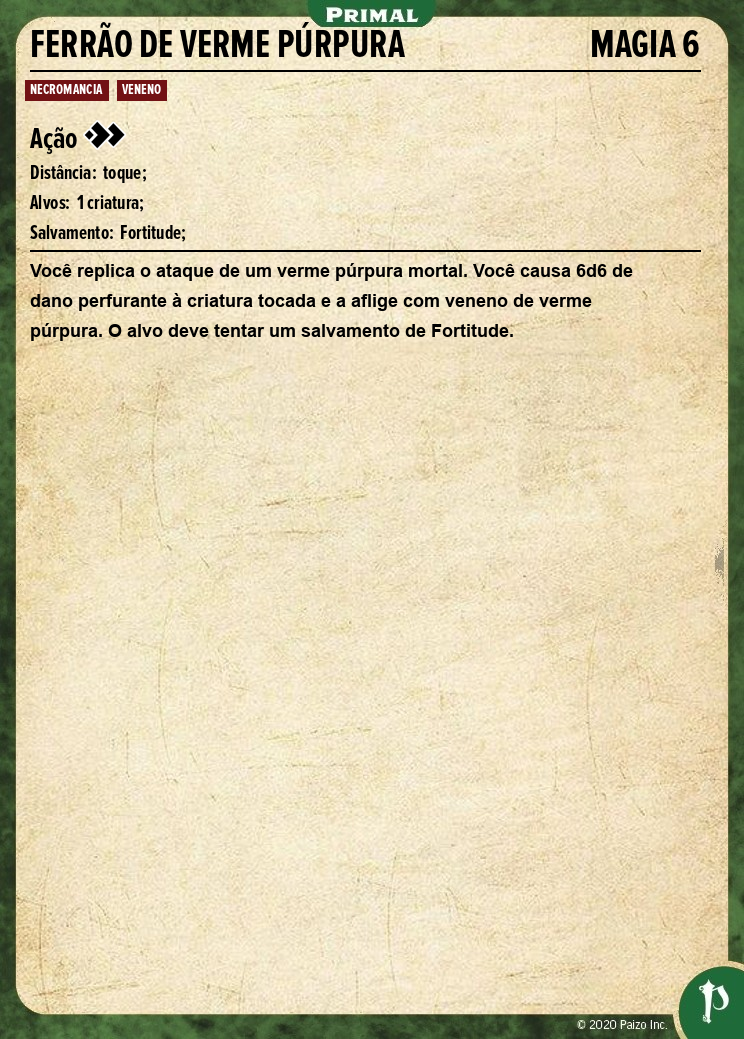 PRIMAL
FERRÃO DE VERME PÚRPURA MAGIA 6
NECROMANCIA VENENO
Ação
Distância: toque;
Alvos: 1 criatura;
Salvamento: Fortitude;
Você replica o ataque de um verme púrpura mortal. Você causa 6d6 de
dano perfurante à criatura tocada e a aflige com veneno de verme
púrpura. O alvo deve tentar um salvamento de Fortitude.
© 2020 Paizo Inc.